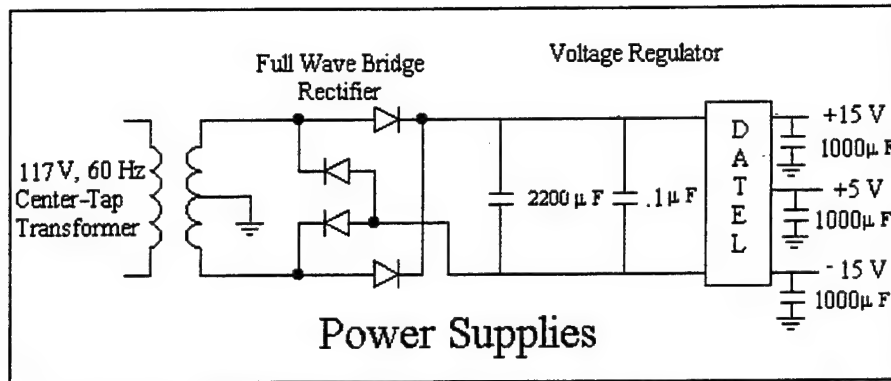 Full Wave Bridge
Rectifier
Voltage Regulator
117 V, 60 Hz
Center-Tap
Transformer
2200 μ F
.1 μ F
D
A
T
E
L
+15 V
1000μ F
+5 V
1000μ F
- 15 V
1000μ F
Power Supplies